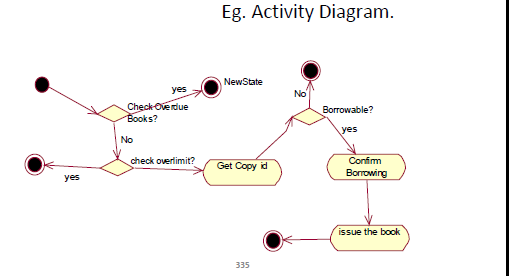 Eg. Activity Diagram.
yes
NewState
Check Overdue
Books?
No
Borrowable?
No
yes
check overlimit?
yes
Get Copy id
Confirm
Borrowing
issue the book
335